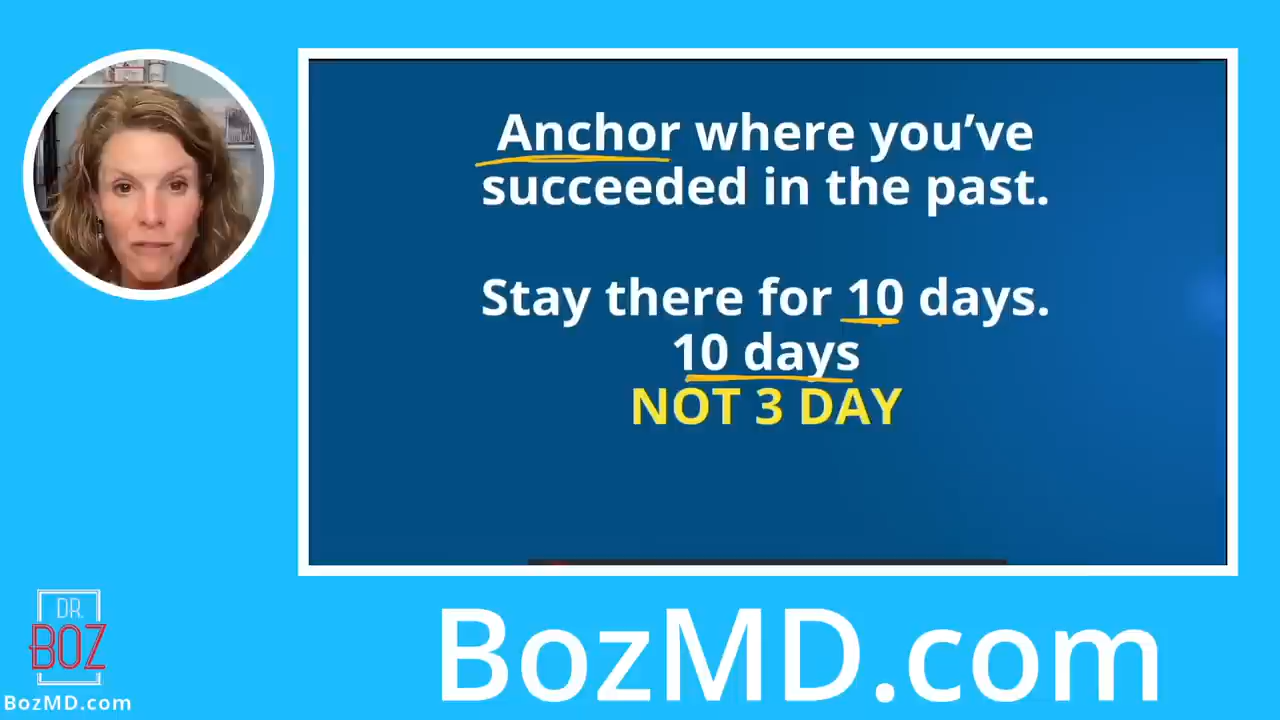 Anchor where you’ve
succeeded in the past.
Stay there for 10 days.
10 days
NOT 3 DAY
DR.
BOZ
BozMD.com
BozMD.com